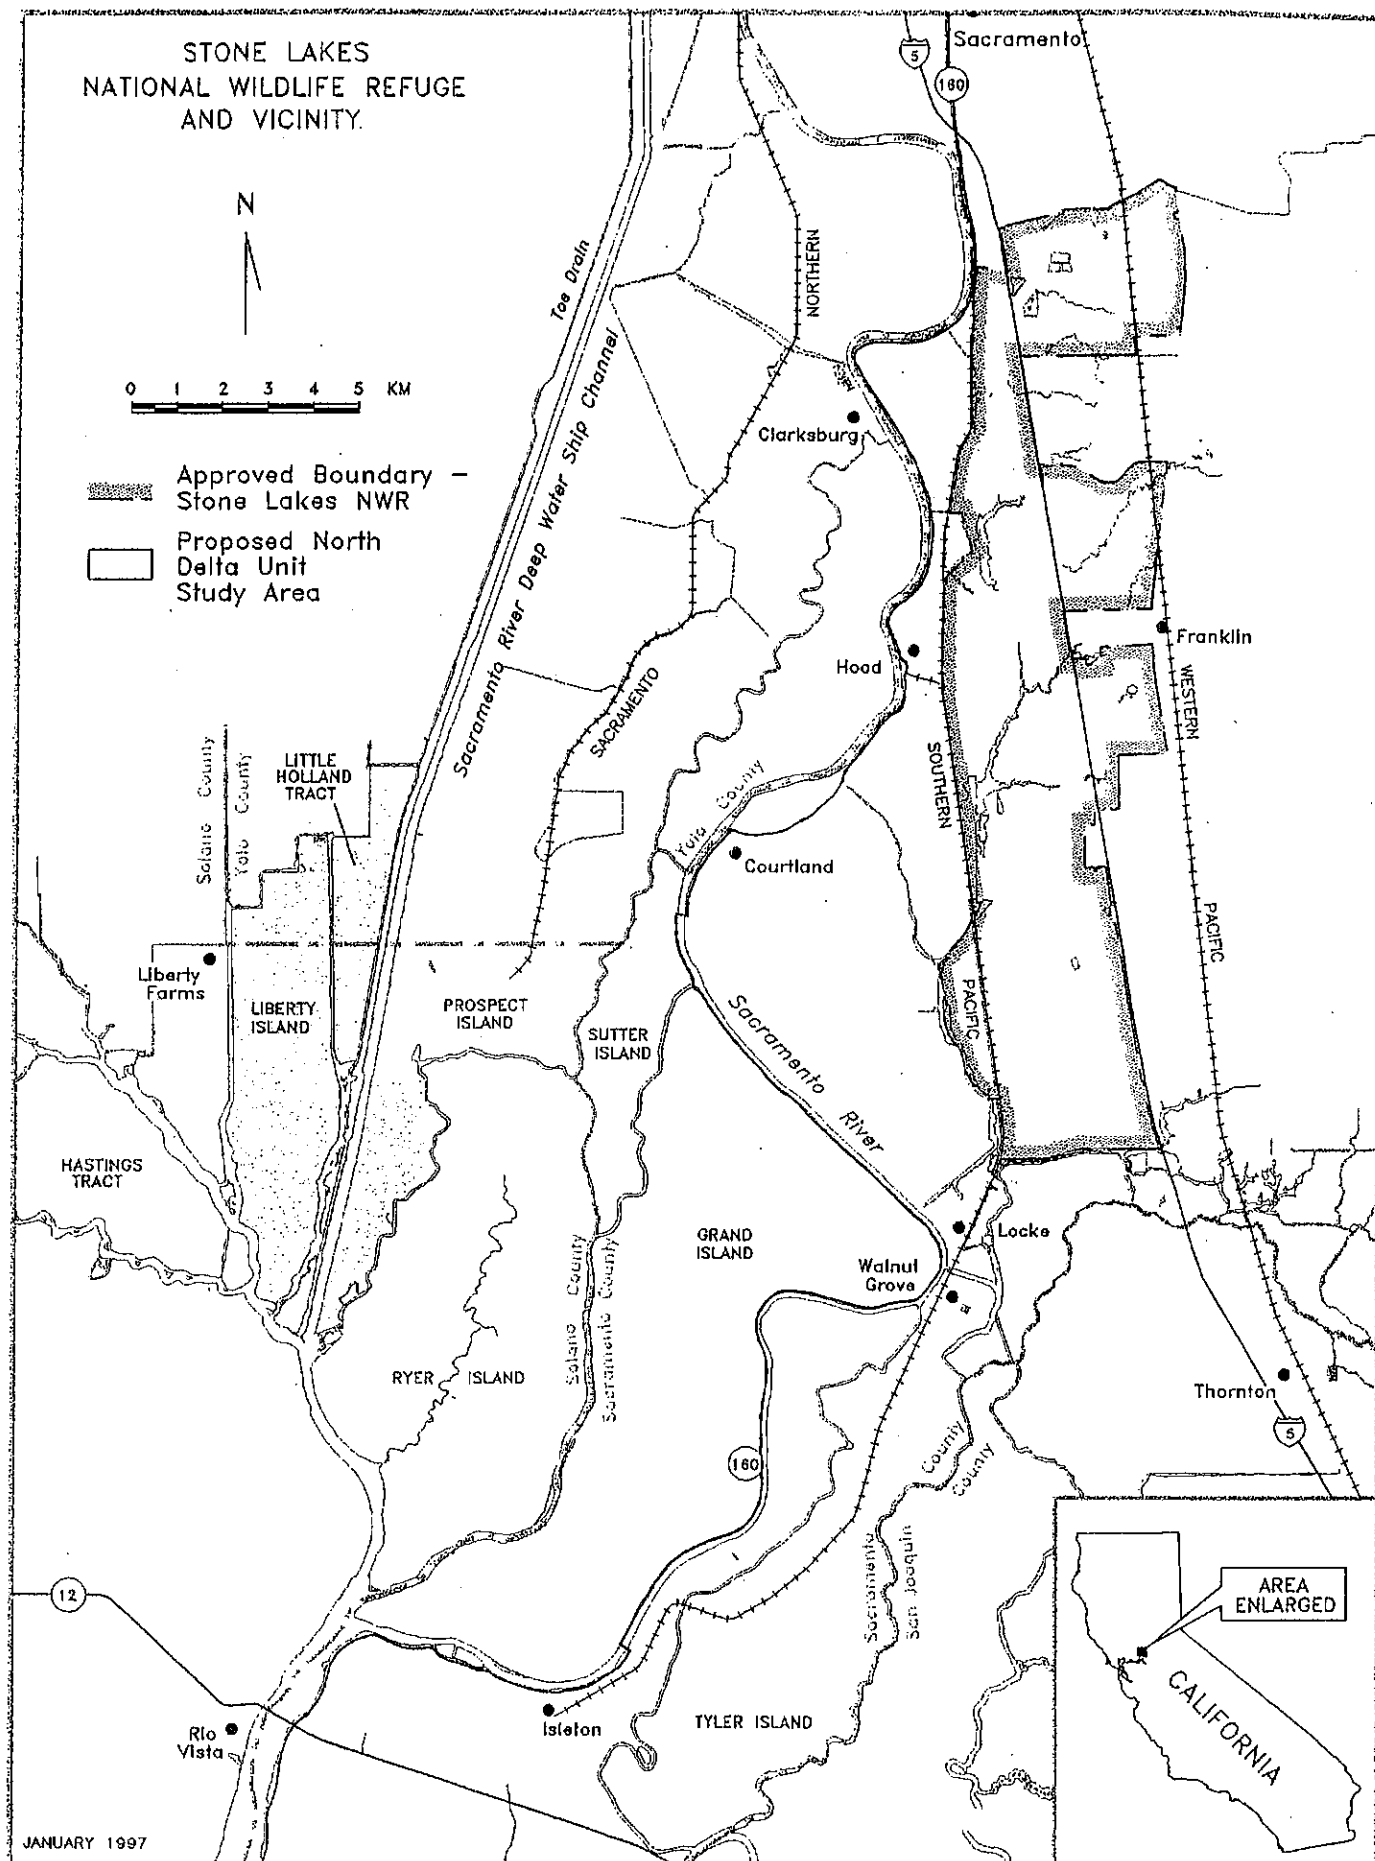 STONE LAKES
NATIONAL WILDLIFE REFUGE
AND VICINITY.
N
0 1 2 3 4 5 KM
Approved Boundary –
Stone Lakes NWR
Proposed North
Delta Unit
Study Area
5
Sacramento
160
Toe Drain
Sacramento River Deep Water Ship Channel
NORTHERN
Clarksburg
Hood
Franklin
WESTERN
SACRAMENTO
SOUTHERN
Solano County
Yolo County
LITTLE
HOLLAND
TRACT
Yolo County
Courtland
PACIFIC
Liberty
Farms
LIBERTY
ISLAND
PROSPECT
ISLAND
SUTTER
ISLAND
PACIFIC
Sacramento River
HASTINGS
TRACT
GRAND
ISLAND
Locke
Walnut
Grove
Solano County
Sacramento County
RYER ISLAND
Thornton
5
160
Sacramento County
San Joaquin County
12
AREA
ENLARGED
CALIFORNIA
Rio
Vista
Isleton
TYLER ISLAND
JANUARY 1997